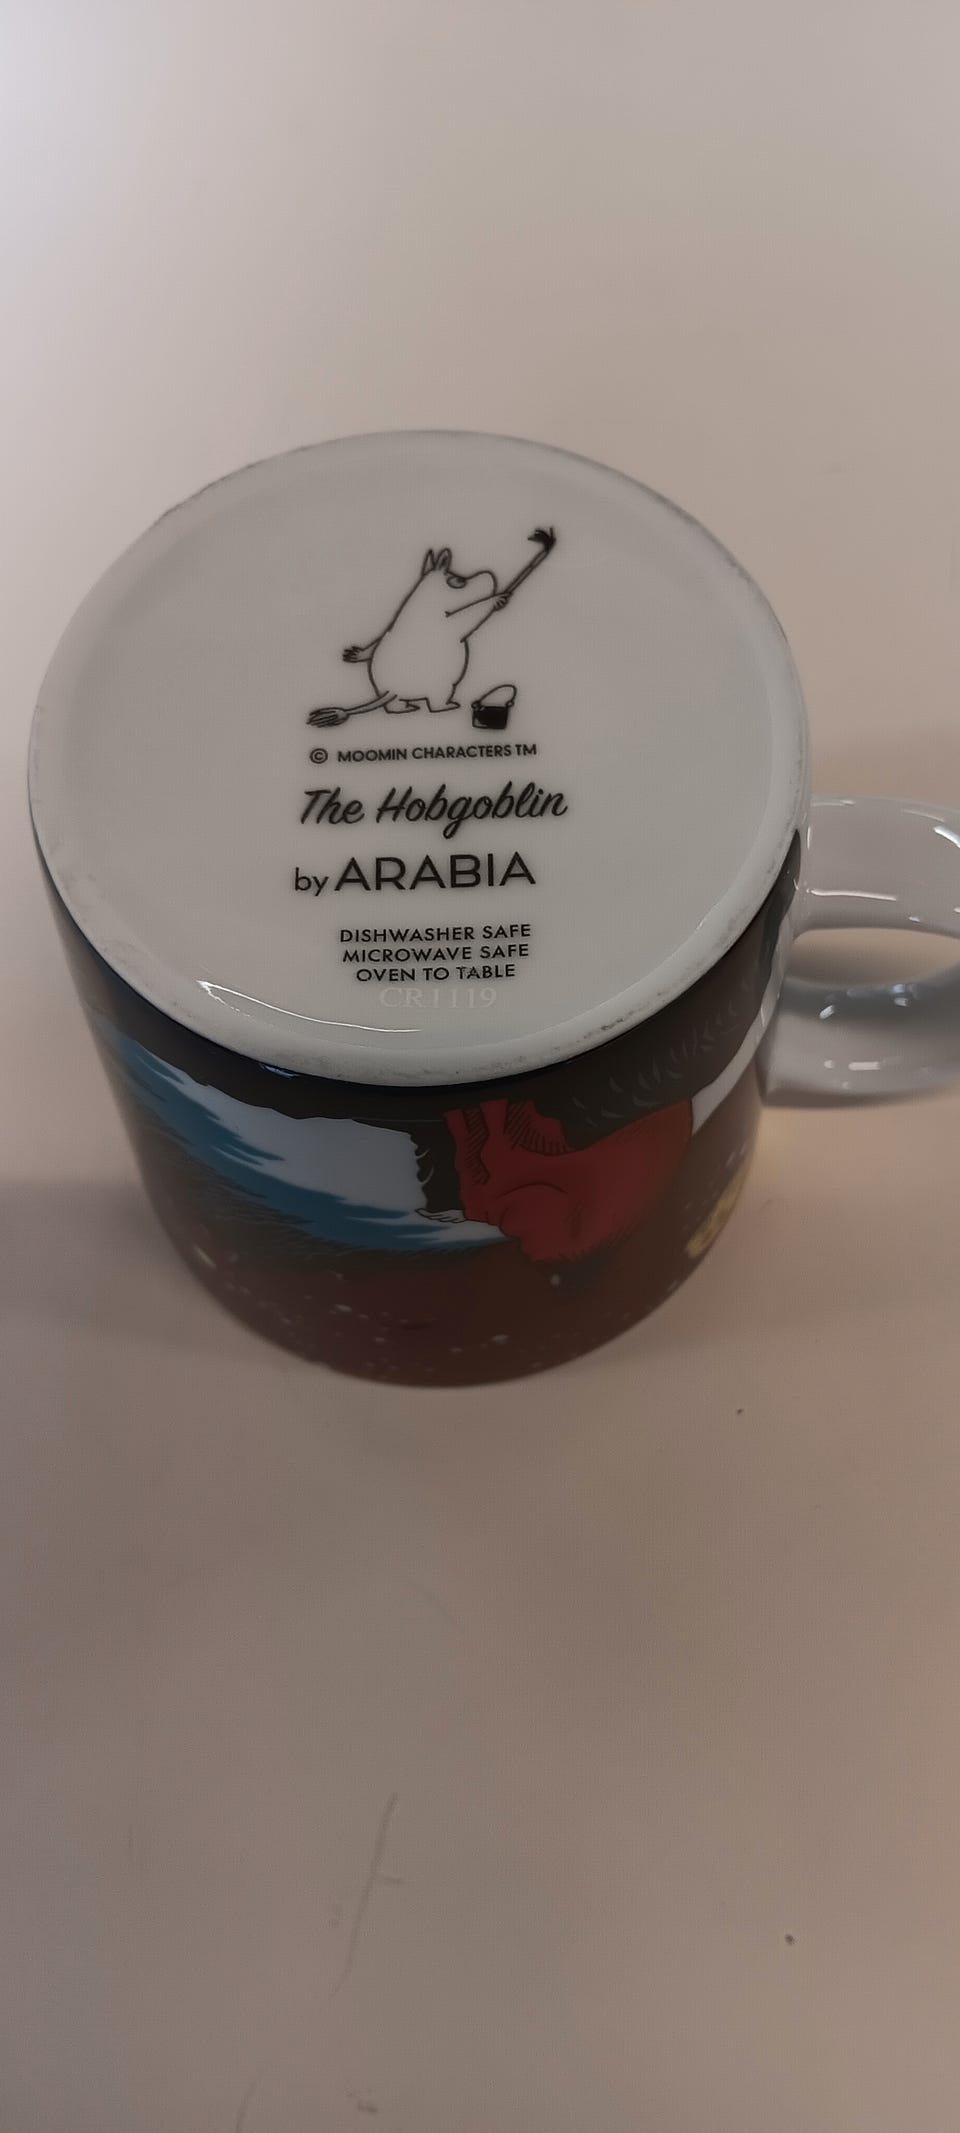 © MOOMIN CHARACTERS TM
The Hobgoblin
by ARABIA
DISHWASHER SAFE
MICROWAVE SAFE
OVEN TO TABLE
CR1119